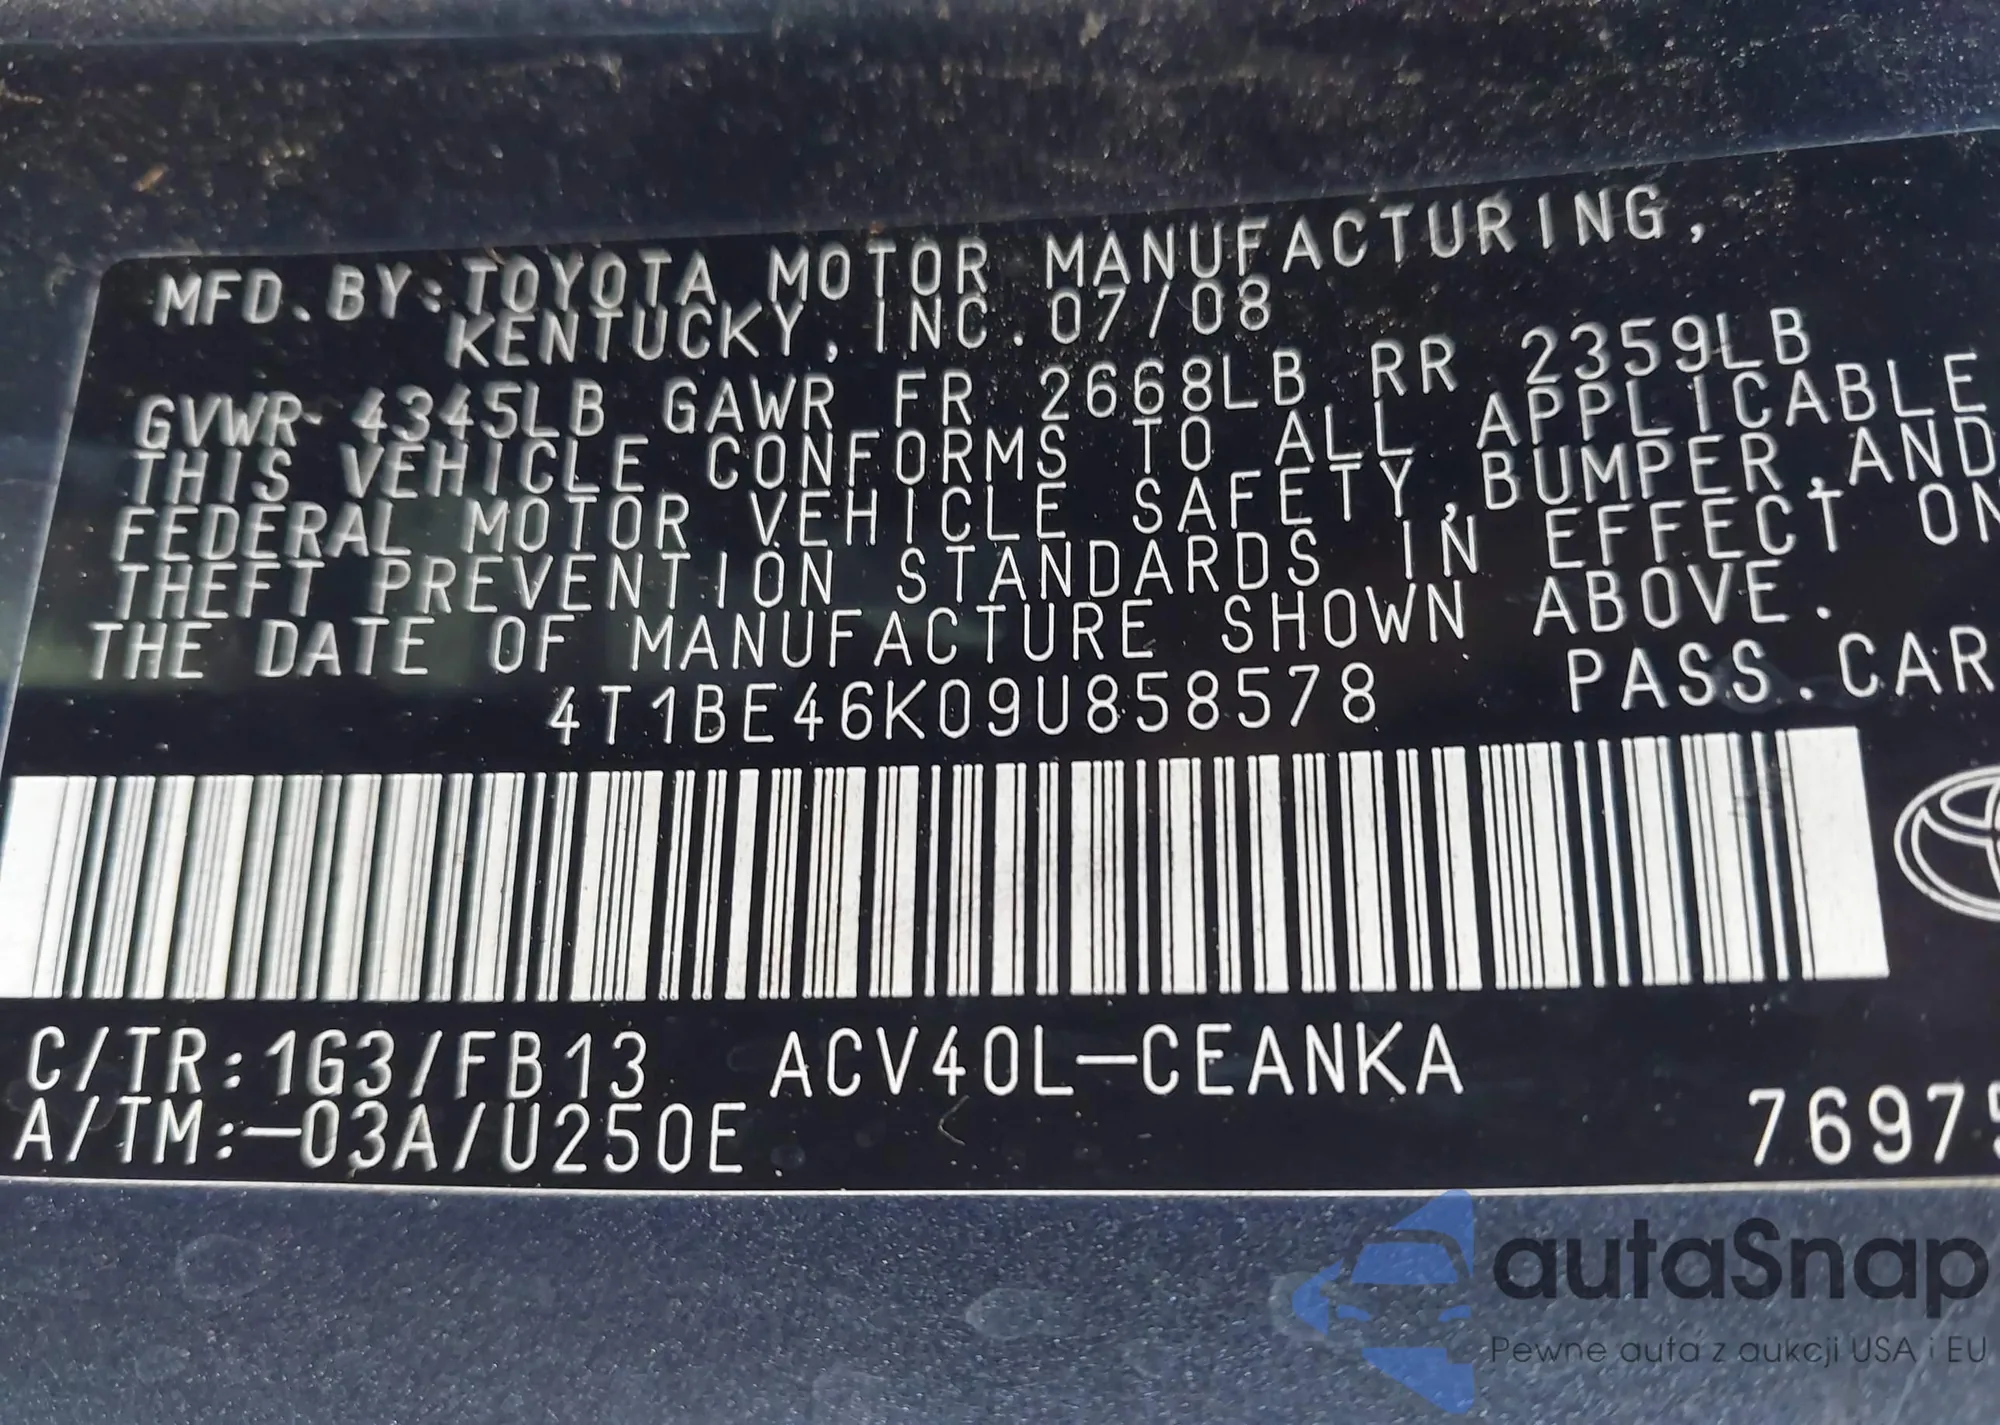 MFD.BY:TOYOTA MOTOR MANUFACTURING,
KENTUCKY, INC. 07/08
GVWR 4345LB GAWR FR 2668LB RR 2359LB
THIS VEHICLE CONFORMS TO ALL APPLICABLE
FEDERAL MOTOR VEHICLE SAFETY,BUMPER,AND
THEFT PREVENTION STANDARDS IN EFFECT ON
THE DATE OF MANUFACTURE SHOWN ABOVE.
4T1BE46K09U858578 PASS.CAR
C/TR:1G3/FB13 ACV40L-CEANKA
A/TM:-03A/U250E 76975
autaSnap
Pewne auta z aukcji USA i EU